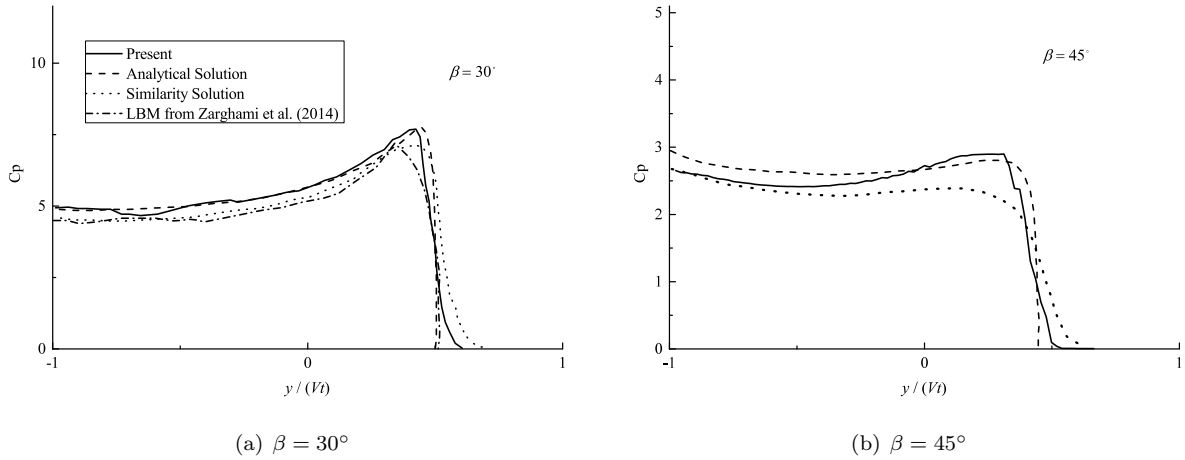 10
5
0
Cp
Present
Analytical Solution
Similarity Solution
LBM from Zarghami et al. (2014)
β = 30°
-1
0
1
y / (Vt)
(a) β = 30°
5
4
3
2
1
0
Cp
β = 45°
-1
0
1
y / (Vt)
(b) β = 45°